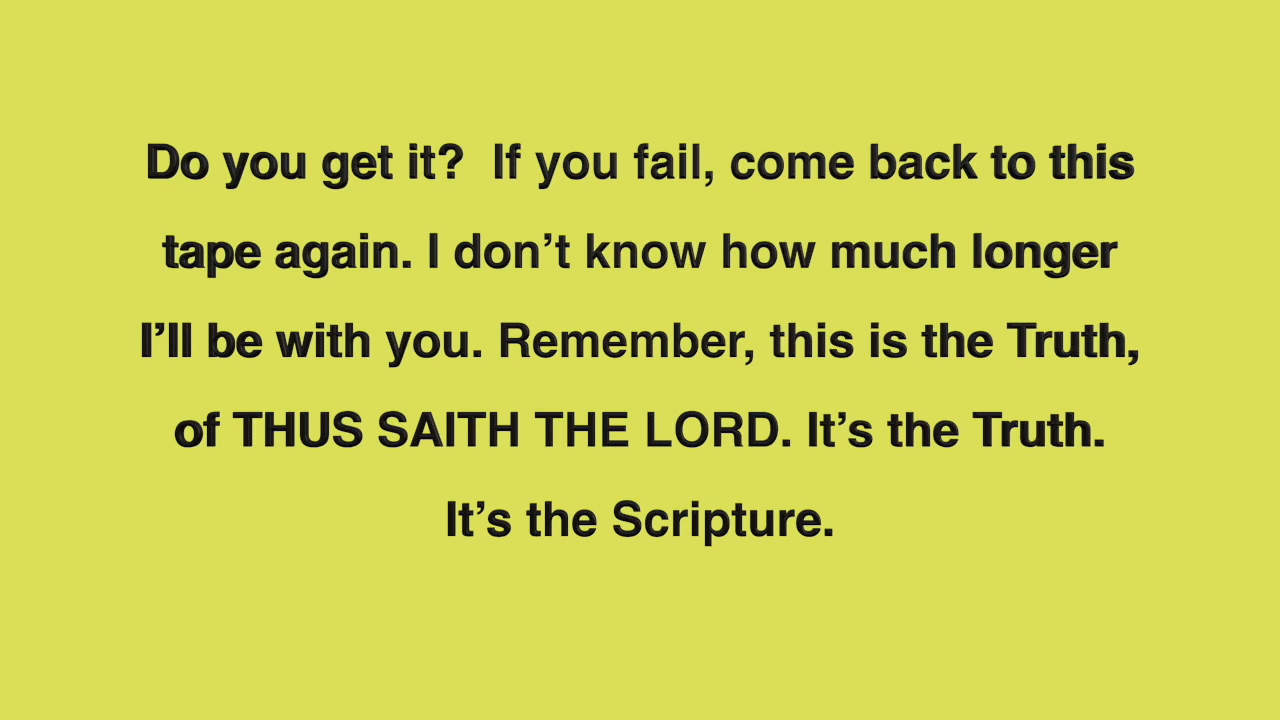 Do you get it?  If you fail, come back to this
tape again. I don’t know how much longer
I’ll be with you. Remember, this is the Truth,
of THUS SAITH THE LORD. It’s the Truth.
It’s the Scripture.